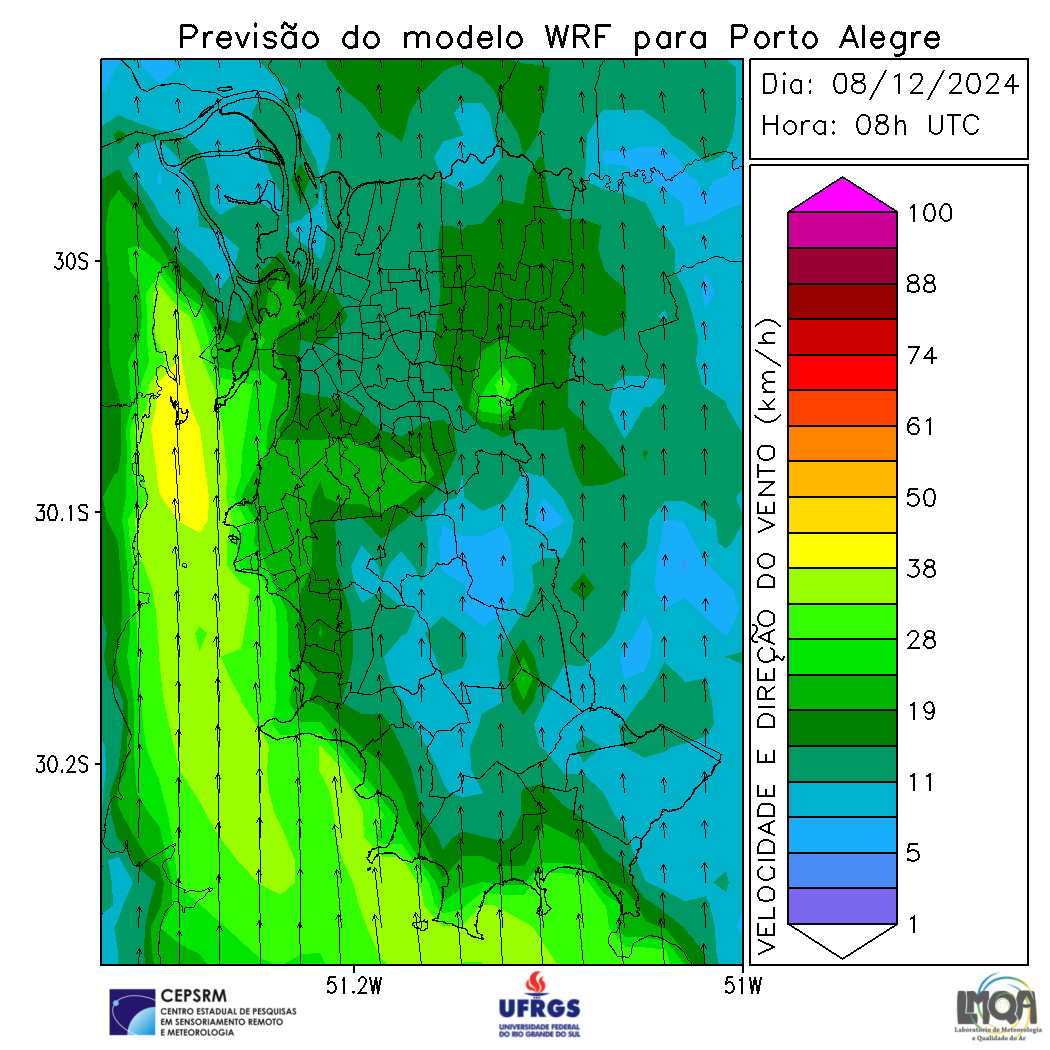 Previsão do modelo WRF para Porto Alegre
Dia: 08/12/2024
Hora: 08h UTC
30S
30.1S
30.2S
51.2W
51W
VELOCIDADE E DIREÇÃO DO VENTO (km/h)
100
88
74
61
50
38
28
19
11
5
1
CEPSRM
CENTRO ESTADUAL DE PESQUISAS
EM SENSORIAMENTO REMOTO
E METEOROLOGIA
UFRGS
UNIVERSIDADE FEDERAL
DO RIO GRANDE DO SUL
LMQA
Laboratório de Meteorologia
e Qualidade do Ar